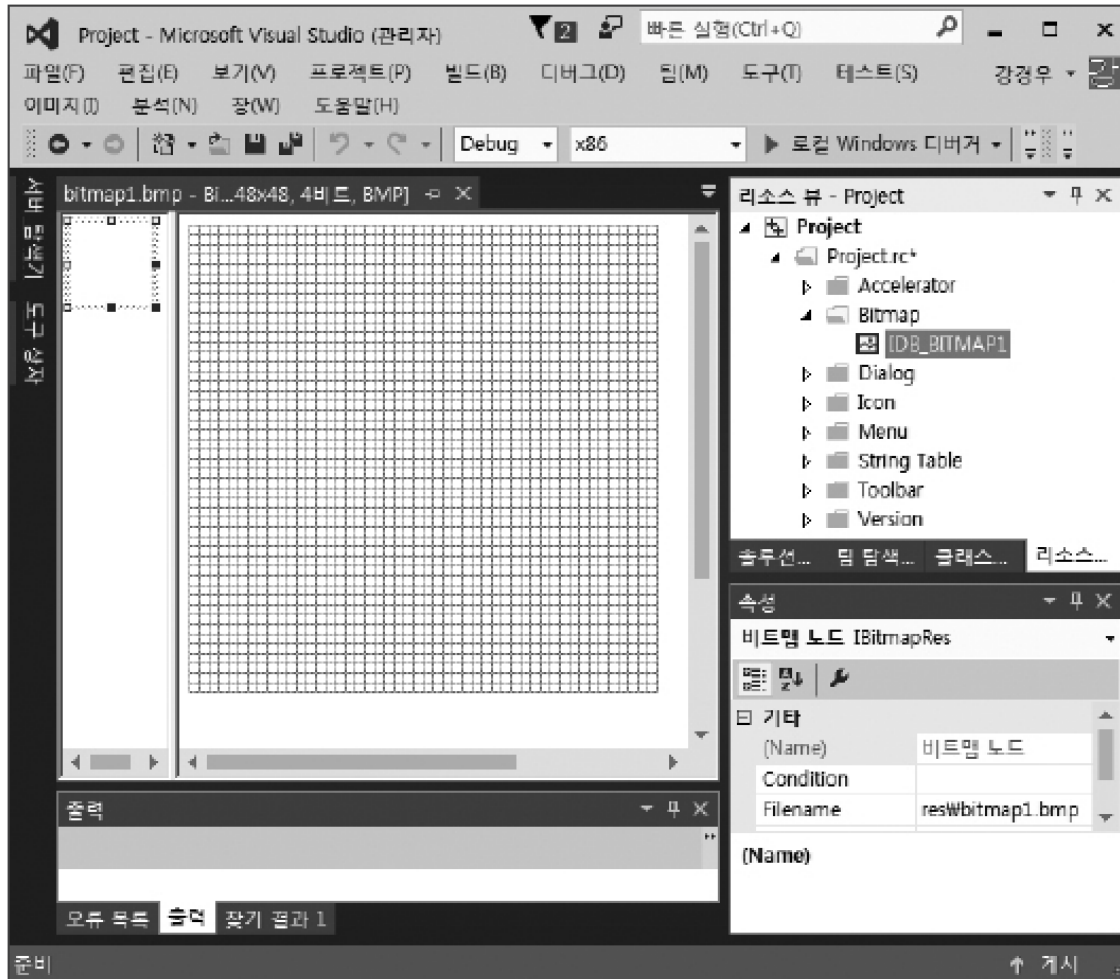 Project - Microsoft Visual Studio (관리자)
2
빠른 실행(Ctrl+Q)
파일(F) 편집(E) 보기(V) 프로젝트(P) 빌드(B) 디버그(D) 팀(M) 도구(T) 테스트(S) 강경우
이미지(I) 분석(N) 창(W) 도움말(H)
Debug x86 로컬 Windows 디버거
서버 탐색기
도구 상자
bitmap1.bmp - Bi...48x48, 4비트, BMP]
리소스 뷰 - Project
Project
Project.rc*
Accelerator
Bitmap
IDB_BITMAP1
Dialog
Icon
Menu
String Table
Toolbar
Version
솔루션... 팀 탐색... 클래스... 리소스...
속성
비트맵 노드 IBitmapRes
기타
(Name) 비트맵 노드
Condition
Filename res₩bitmap1.bmp
(Name)
출력
오류 목록 출력 찾기 결과 1
준비 게시